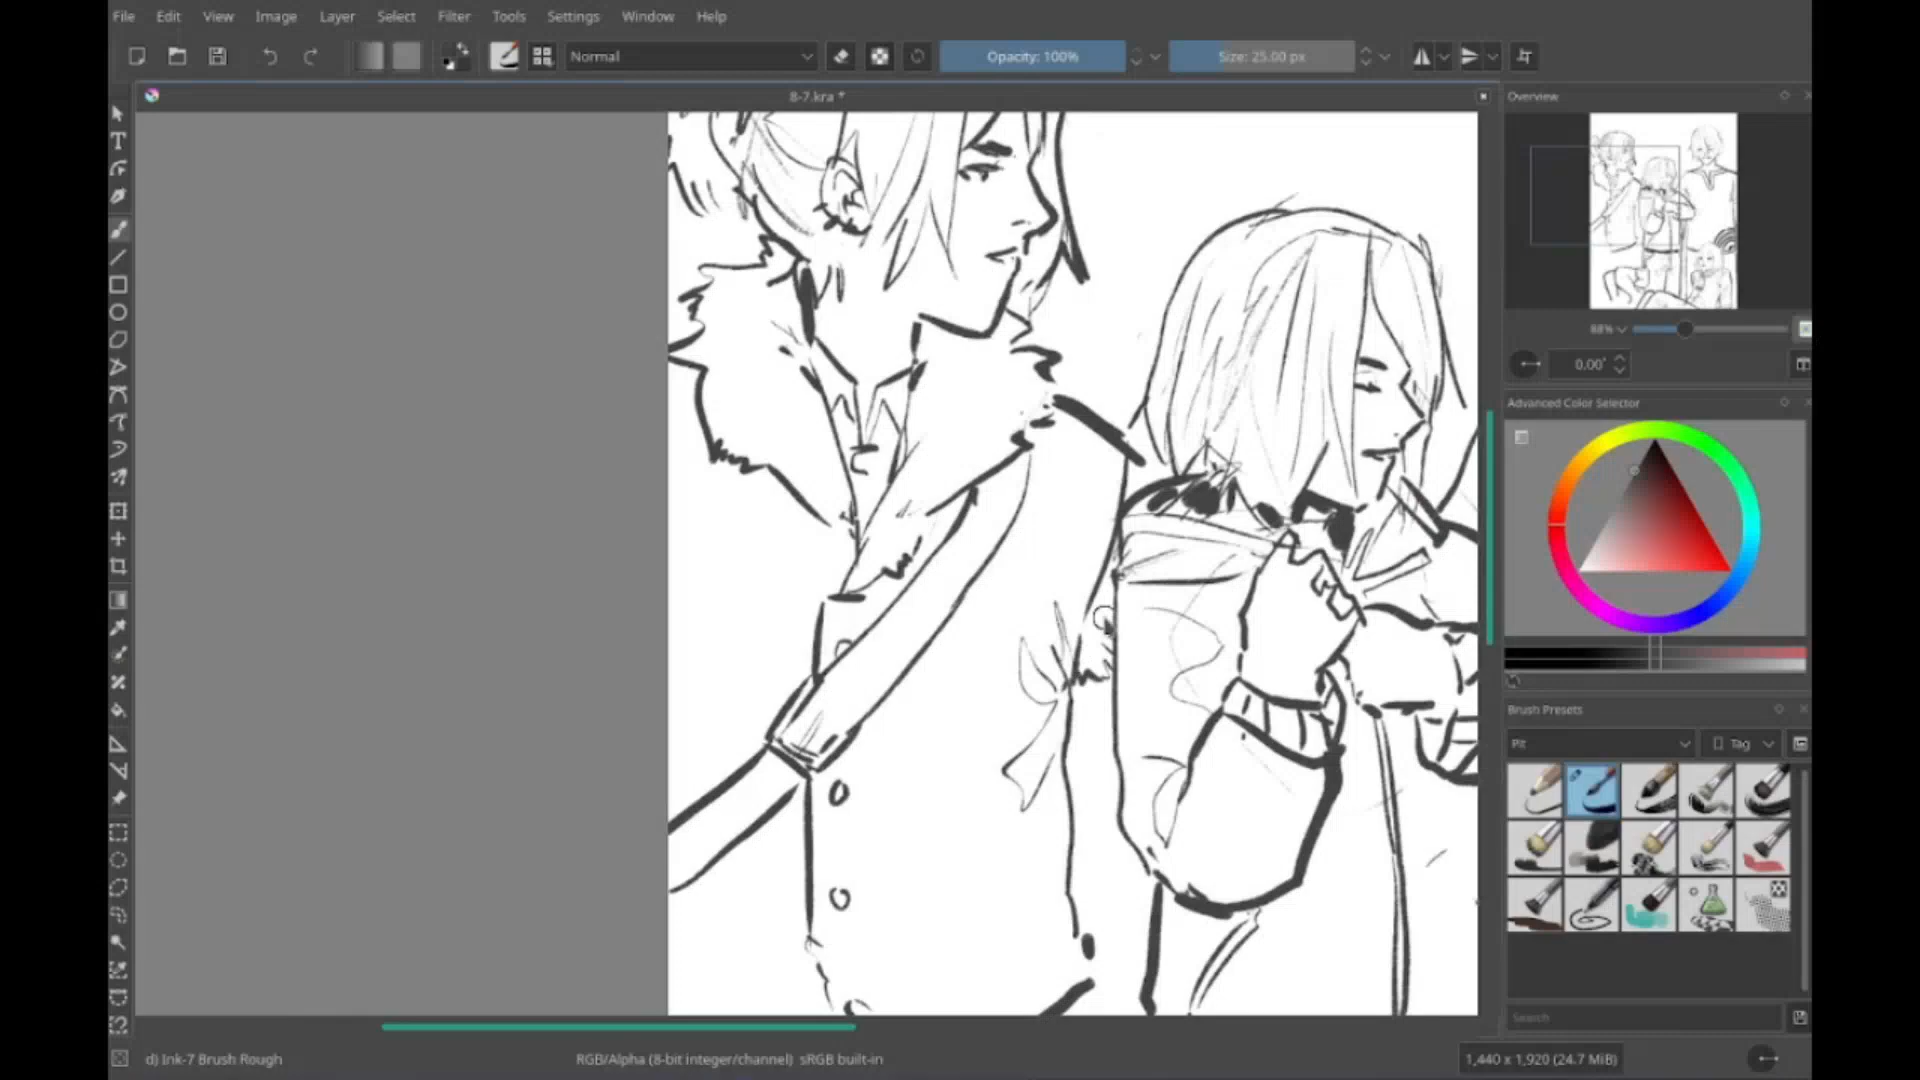 File Edit View Image Layer Select Filter Tools Settings Window Help
Normal
Opacity: 100%
Size: 25.00 px
8-7.kra *
Overview
88%
0.00°
Advanced Color Selector
Brush Presets
Tag
Search
d) Ink-7 Brush Rough
RGB/Alpha (8-bit integer/channel) sRGB built-in
1,440 x 1,920 (24.7 MiB)